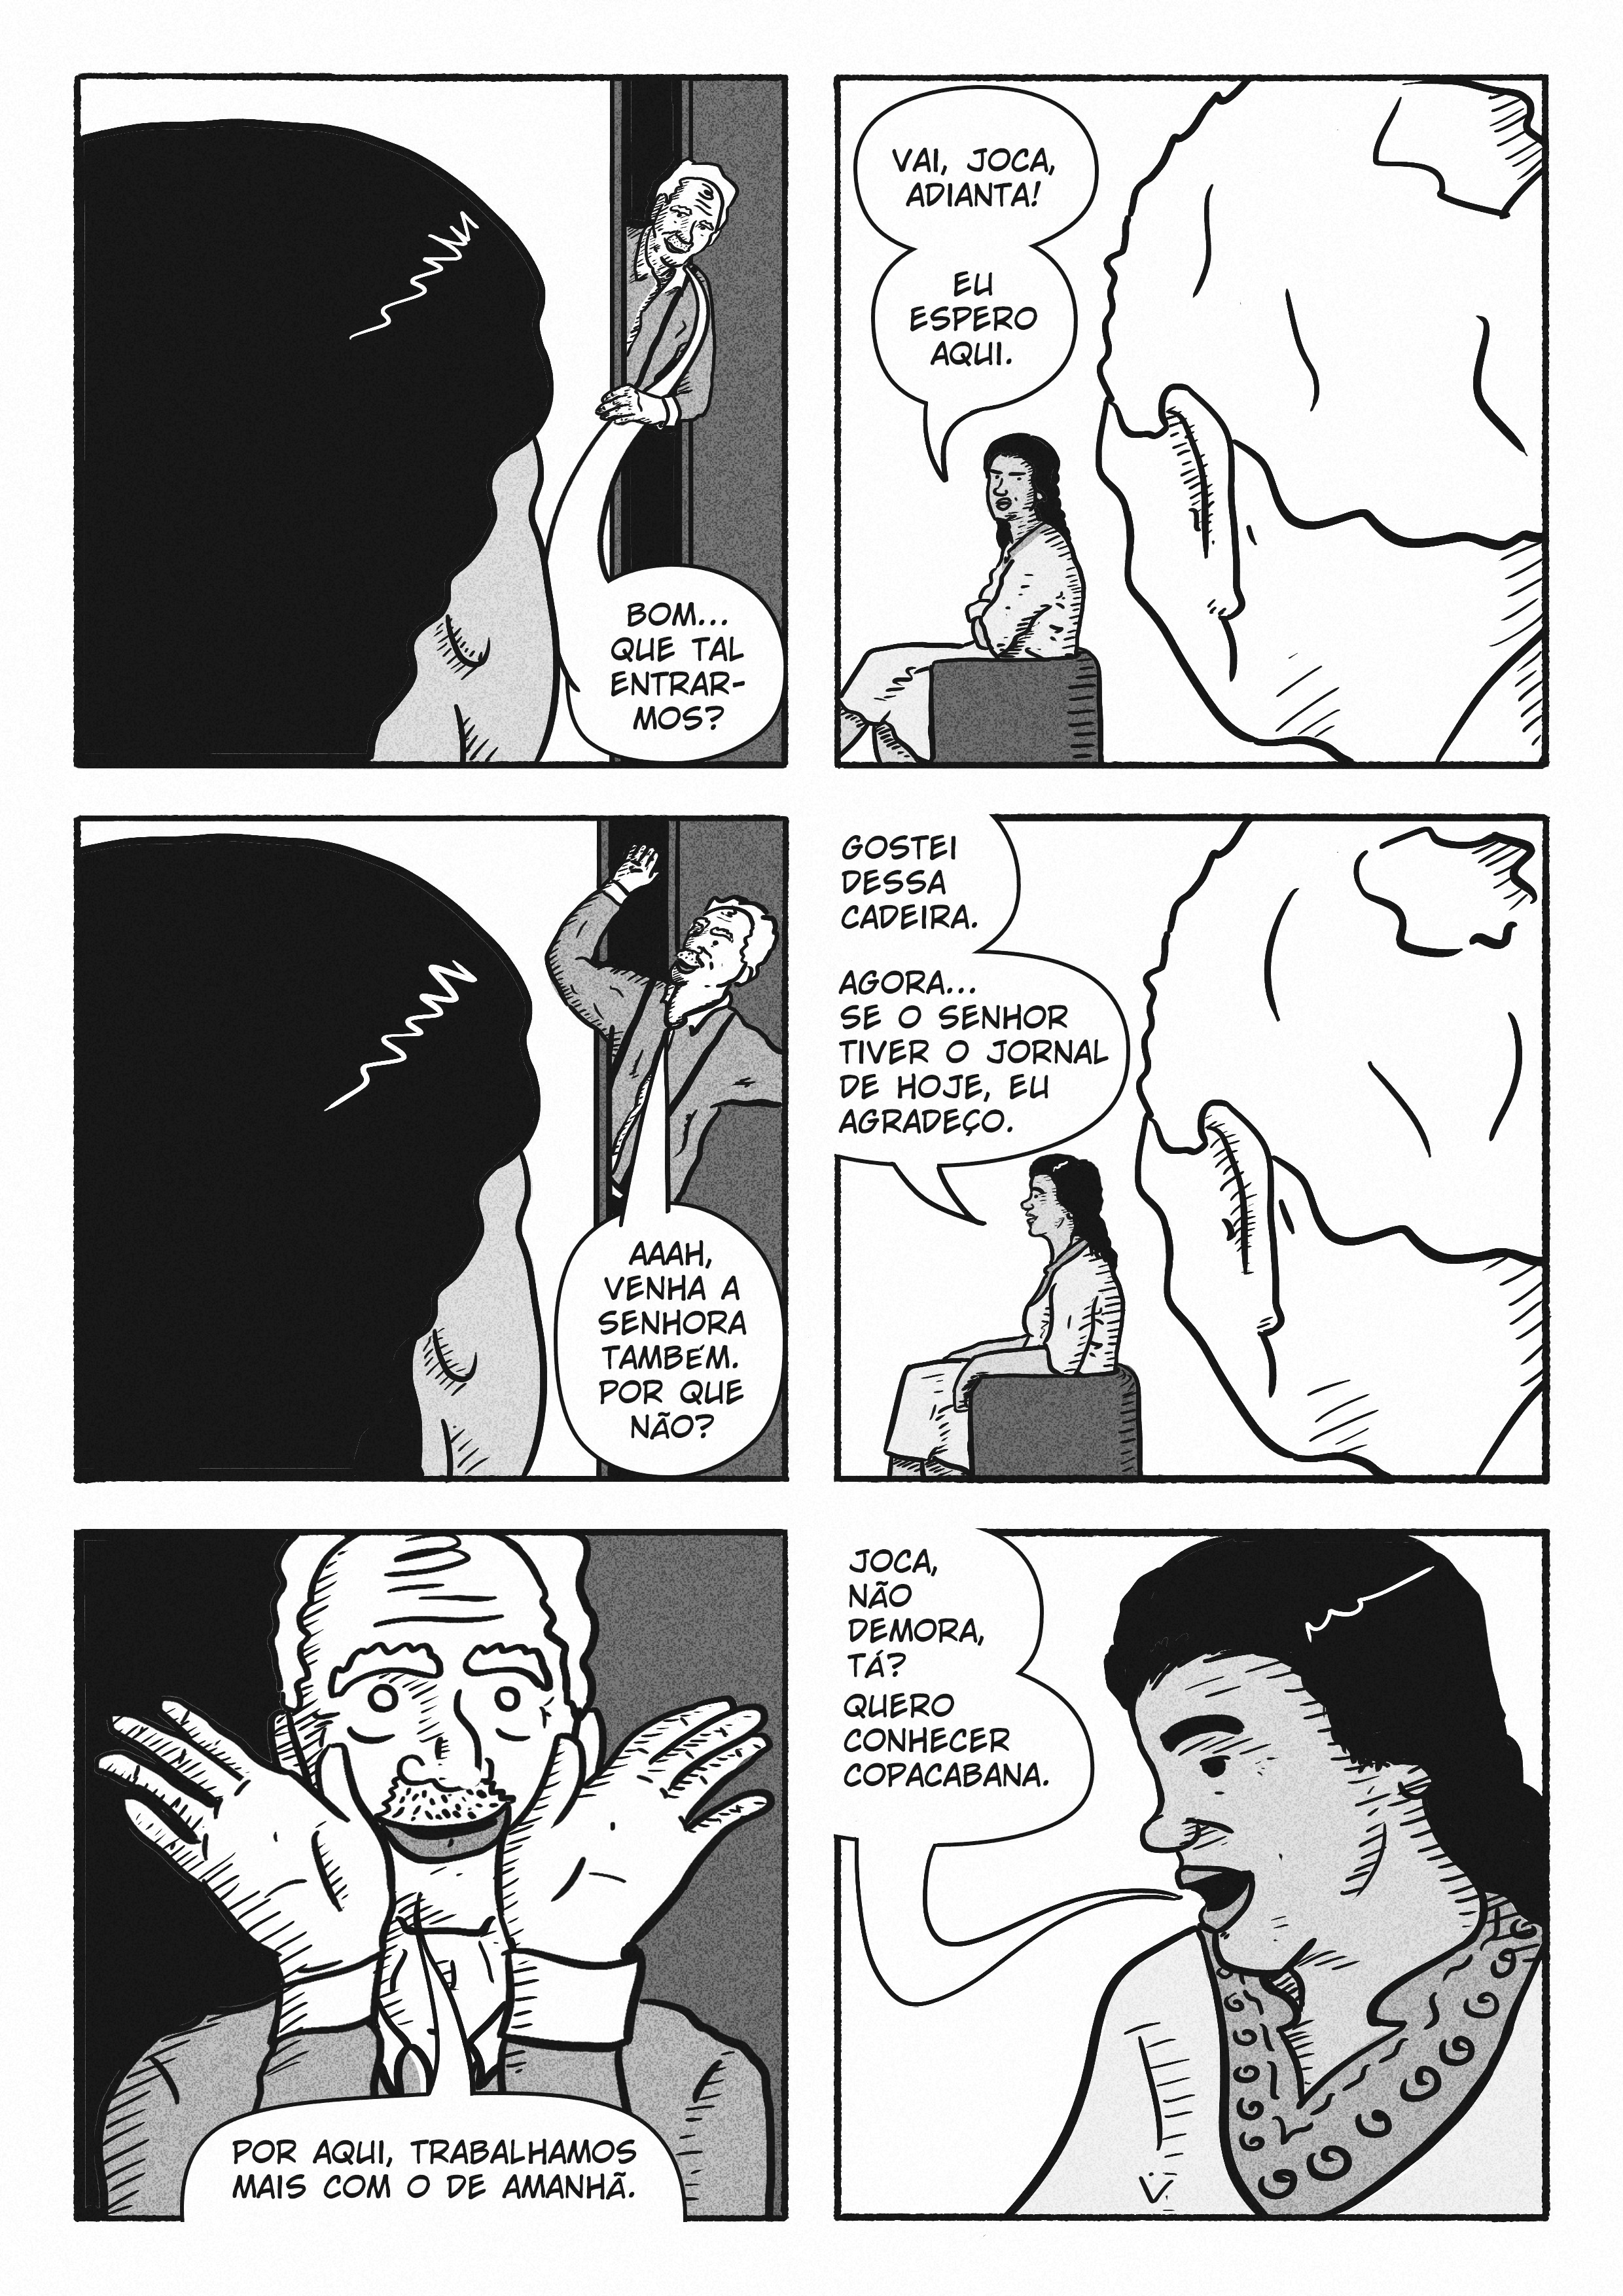 BOM...
QUE TAL
ENTRAR-
MOS?
VAI, JOCA,
ADIANTA!
EU
ESPERO
AQUI.
AAAH,
VENHA A
SENHORA
TAMBÉM.
POR QUE
NÃO?
GOSTEI
DESSA
CADEIRA.
AGORA...
SE O SENHOR
TIVER O JORNAL
DE HOJE, EU
AGRADEÇO.
POR AQUI, TRABALHAMOS
MAIS COM O DE AMANHÃ.
JOCA,
NÃO
DEMORA,
TÁ?
QUERO
CONHECER
COPACABANA.